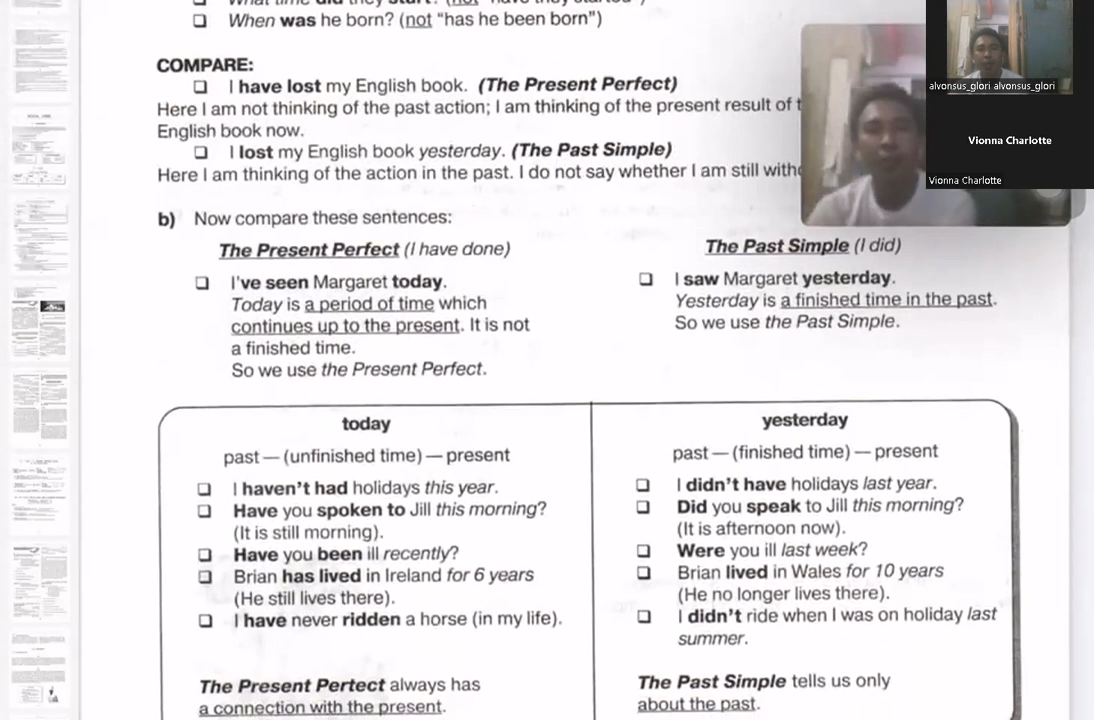 When was he born? (not "has he been born")
COMPARE:
I have lost my English book. (The Present Perfect)
Here I am not thinking of the past action; I am thinking of the present result of
English book now.
I lost my English book yesterday. (The Past Simple)
Here I am thinking of the action in the past. I do not say whether I am still
b) Now compare these sentences:
The Present Perfect (I have done)
I've seen Margaret today.
Today is a period of time which
continues up to the present. It is not
a finished time.
So we use the Present Perfect.
The Past Simple (I did)
I saw Margaret yesterday.
Yesterday is a finished time in the past.
So we use the Past Simple.
today
past — (unfinished time) — present
I haven't had holidays this year.
Have you spoken to Jill this morning?
(It is still morning).
Have you been ill recently?
Brian has lived in Ireland for 6 years
(He still lives there).
I have never ridden a horse (in my life).
The Present Pertect always has
a connection with the present.
yesterday
past — (finished time) — present
I didn't have holidays last year.
Did you speak to Jill this morning?
(It is afternoon now).
Were you ill last week?
Brian lived in Wales for 10 years
(He no longer lives there).
I didn't ride when I was on holiday last
summer.
The Past Simple tells us only
about the past.
alvonsus_glori alvonsus_glori
Vionna Charlotte
Vionna Charlotte